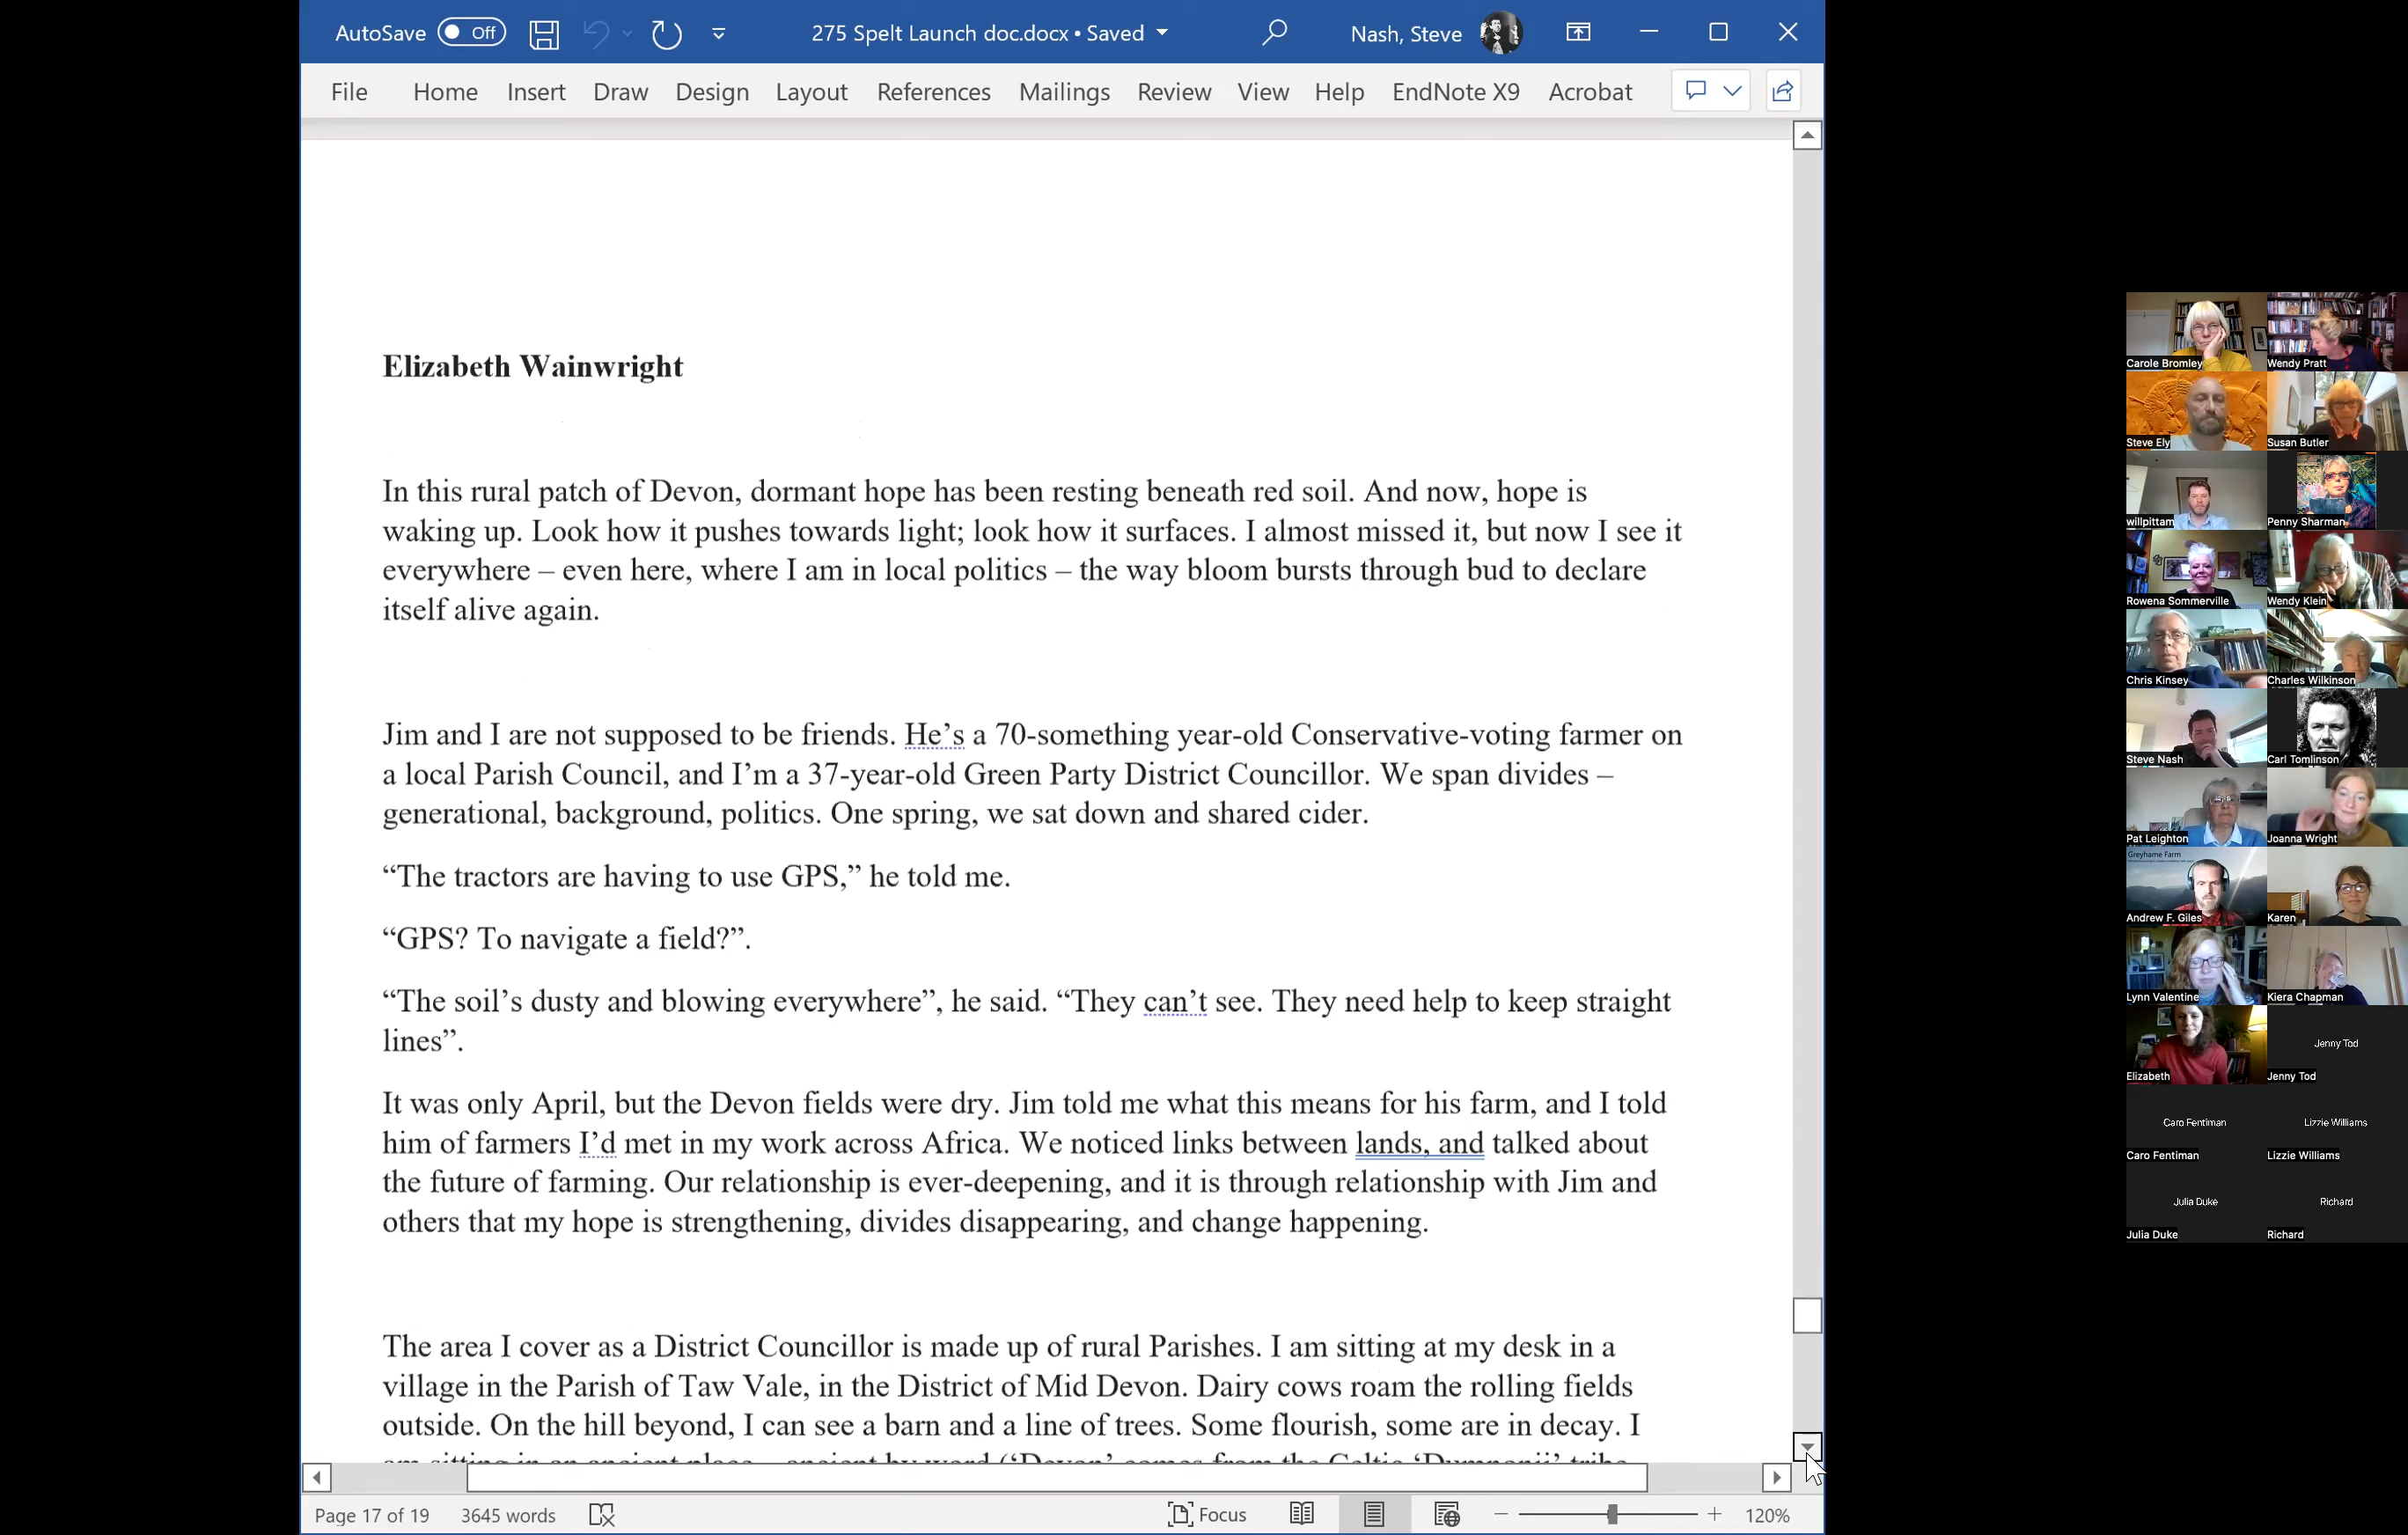 AutoSave Off 275 Spelt Launch doc.docx • Saved Nash, Steve
File Home Insert Draw Design Layout References Mailings Review View Help EndNote X9 Acrobat
Elizabeth Wainwright
In this rural patch of Devon, dormant hope has been resting beneath red soil. And now, hope is
waking up. Look how it pushes towards light; look how it surfaces. I almost missed it, but now I see it
everywhere – even here, where I am in local politics – the way bloom bursts through bud to declare
itself alive again.
Jim and I are not supposed to be friends. He’s a 70-something year-old Conservative-voting farmer on
a local Parish Council, and I’m a 37-year-old Green Party District Councillor. We span divides –
generational, background, politics. One spring, we sat down and shared cider.
“The tractors are having to use GPS,” he told me.
“GPS? To navigate a field?”.
“The soil’s dusty and blowing everywhere”, he said. “They can’t see. They need help to keep straight
lines”.
It was only April, but the Devon fields were dry. Jim told me what this means for his farm, and I told
him of farmers I’d met in my work across Africa. We noticed links between lands, and talked about
the future of farming. Our relationship is ever-deepening, and it is through relationship with Jim and
others that my hope is strengthening, divides disappearing, and change happening.
The area I cover as a District Councillor is made up of rural Parishes. I am sitting at my desk in a
village in the Parish of Taw Vale, in the District of Mid Devon. Dairy cows roam the rolling fields
outside. On the hill beyond, I can see a barn and a line of trees. Some flourish, some are in decay. I
am sitting in an ancient place – ancient by word (‘Devon’ comes from the Celtic ‘Dumnonii’ tribe
Page 17 of 19 3645 words Focus 120%
Carole Bromley Wendy Pratt
Steve Ely Susan Butler
willpittam Penny Sharman
Rowena Sommerville Wendy Klein
Chris Kinsey Charles Wilkinson
Steve Nash Carl Tomlinson
Pat Leighton Joanna Wright
Greyhame Farm
Andrew F. Giles Karen
Lynn Valentine Kiera Chapman
Jenny Tod
Elizabeth Jenny Tod
Caro Fentiman Lizzie Williams
Caro Fentiman Lizzie Williams
Julia Duke Richard
Julia Duke Richard